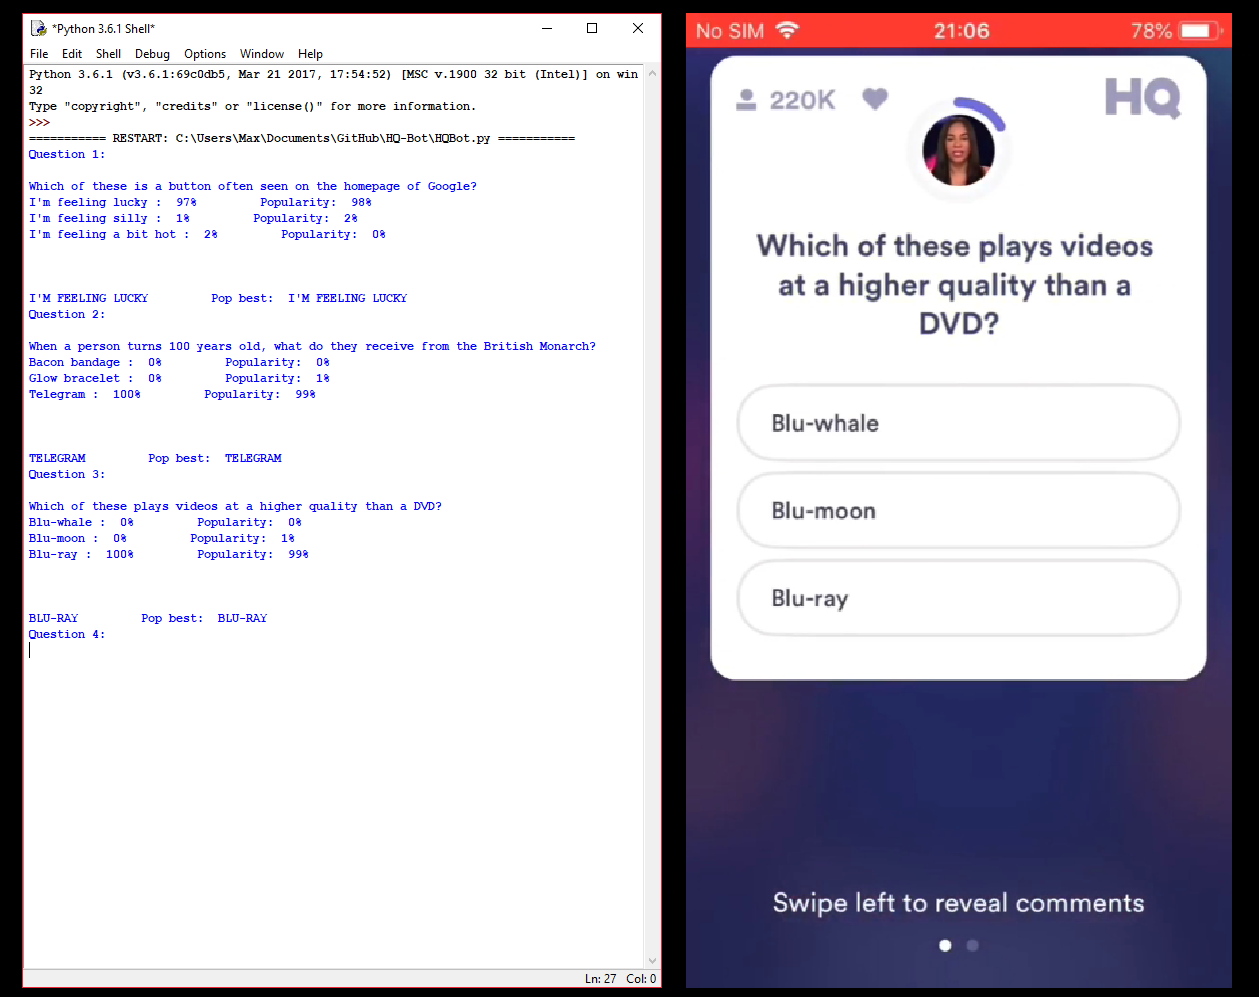 *Python 3.6.1 Shell*
File Edit Shell Debug Options Window Help
Python 3.6.1 (v3.6.1:69c0db5, Mar 21 2017, 17:54:52) [MSC v.1900 32 bit (Intel)] on win
32
Type "copyright", "credits" or "license()" for more information.
>>>
=========== RESTART: C:\Users\Max\Documents\GitHub\HQ-Bot\HQBot.py ===========
Question 1:
Which of these is a button often seen on the homepage of Google?
I'm feeling lucky : 97% Popularity: 98%
I'm feeling silly : 1% Popularity: 2%
I'm feeling a bit hot : 2% Popularity: 0%
I'M FEELING LUCKY Pop best: I'M FEELING LUCKY
Question 2:
When a person turns 100 years old, what do they receive from the British Monarch?
Bacon bandage : 0% Popularity: 0%
Glow bracelet : 0% Popularity: 1%
Telegram : 100% Popularity: 99%
TELEGRAM Pop best: TELEGRAM
Question 3:
Which of these plays videos at a higher quality than a DVD?
Blu-whale : 0% Popularity: 0%
Blu-moon : 0% Popularity: 1%
Blu-ray : 100% Popularity: 99%
BLU-RAY Pop best: BLU-RAY
Question 4:
Ln: 27 Col: 0
No SIM 21:06 78%
220K HQ
Which of these plays videos
at a higher quality than a
DVD?
Blu-whale
Blu-moon
Blu-ray
Swipe left to reveal comments